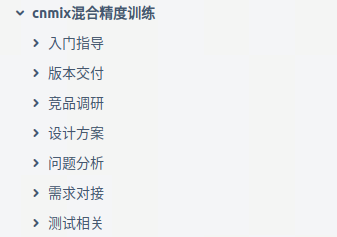 cnmix混合精度训练
入门指导
版本交付
竞品调研
设计方案
问题分析
需求对接
测试相关